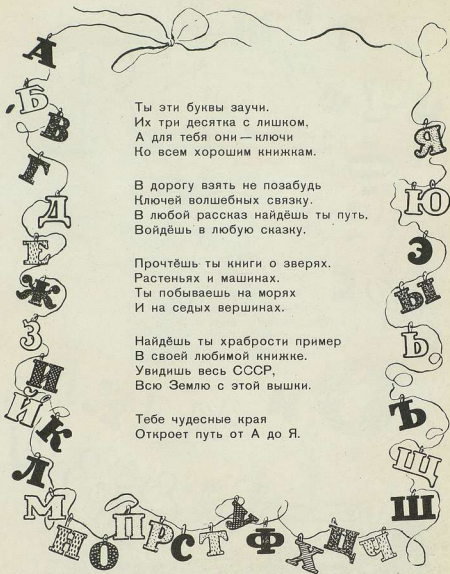 А
Б
В
Г
Д
Е
Ж
З
И
Й
К
Л
М
Н
О
П
Р
С
Т
У
Ф
Х
Ц
Ч
Ш
Щ
Ъ
Ь
Ы
Э
Ю
Я
Ты эти буквы заучи.
Их три десятка с лишком,
А для тебя они — ключи
Ко всем хорошим книжкам.
В дорогу взять не позабудь
Ключей волшебных связку.
В любой рассказ найдёшь ты путь,
Войдёшь в любую сказку.
Прочтёшь ты книги о зверях.
Растеньях и машинах.
Ты побываешь на морях
И на седых вершинах.
Найдёшь ты храбрости пример
В своей любимой книжке.
Увидишь весь СССР,
Всю Землю с этой вышки.
Тебе чудесные края
Откроет путь от А до Я.